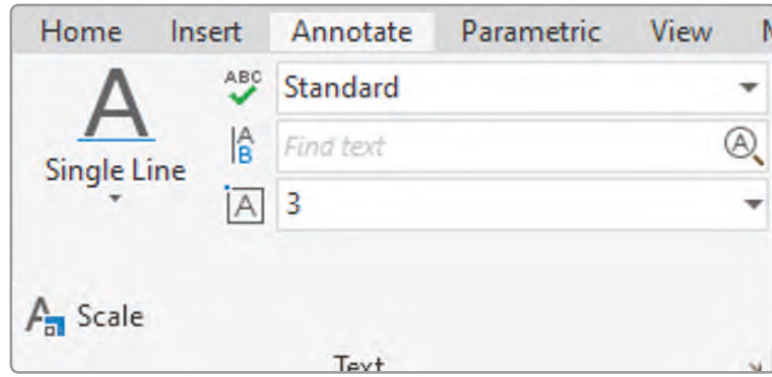 Home Insert Annotate Parametric View
ABC Standard
A
B Find text A
Single Line
A 3
A Scale
Text